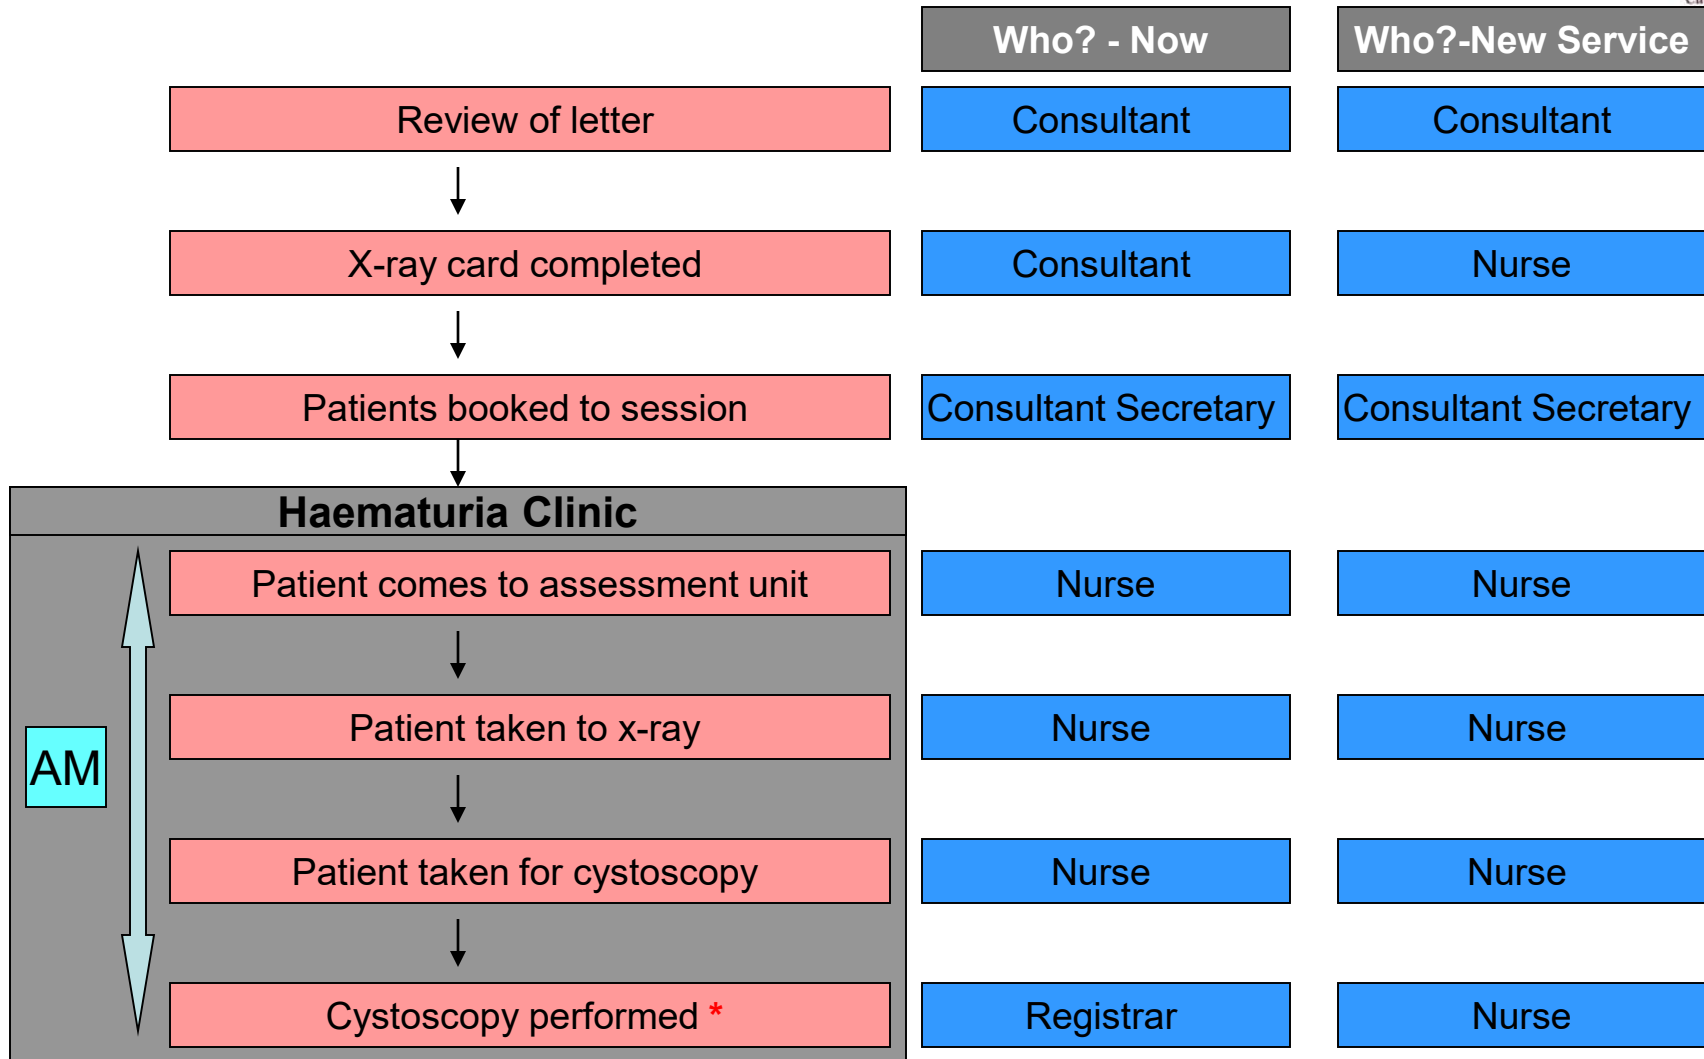 Who? - Now Who?-New Service
Review of letter Consultant Consultant
X-ray card completed Consultant Nurse
Patients booked to session Consultant Secretary Consultant Secretary
Haematuria Clinic
Patient comes to assessment unit Nurse Nurse
Patient taken to x-ray Nurse Nurse
AM
Patient taken for cystoscopy Nurse Nurse
Cystoscopy performed * Registrar Nurse